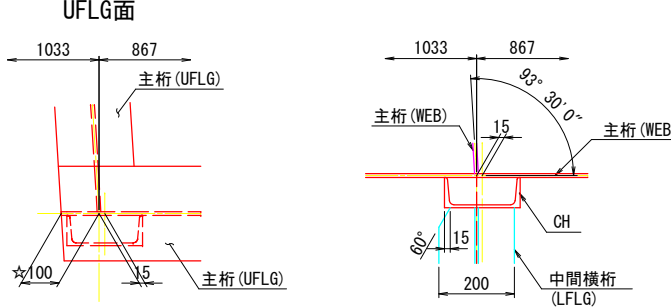 UFLG面
1033
867
主桁(UFLG)
☆100
15
主桁(UFLG)
1033
867
93° 30′0″
主桁(WEB)
15
主桁(WEB
CH
60°
15
200
中間横桁
(LFLG)